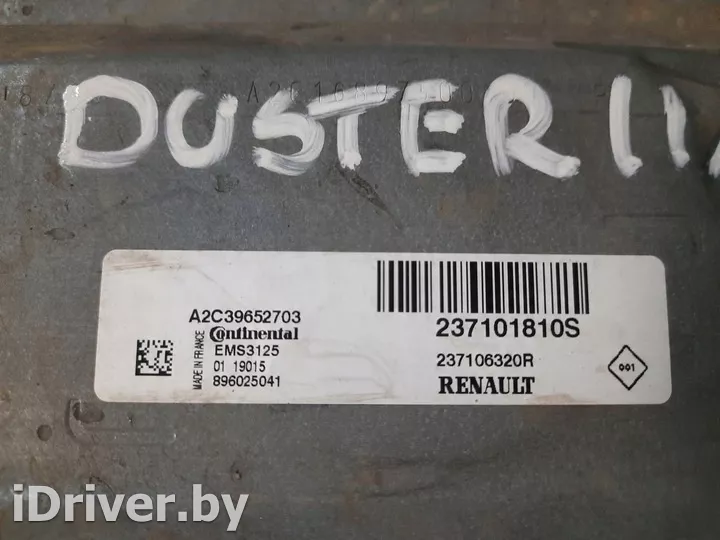 DUSTER II
A2C39652703
Continental
MADE IN FRANCE
EMS3125
01 19015
896025041
237101810S
237106320R
RENAULT
001
iDriver.by